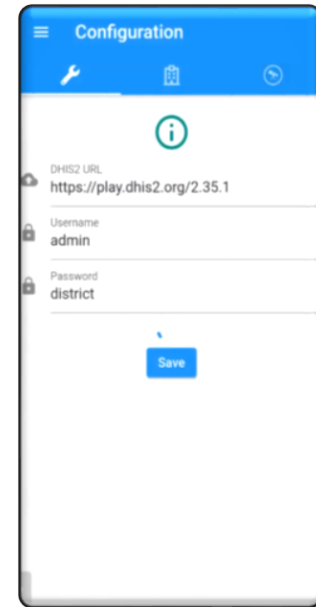 Configuration
DHIS2 URL
https://play.dhis2.org/2.35.1
Username
admin
Password
district
Save